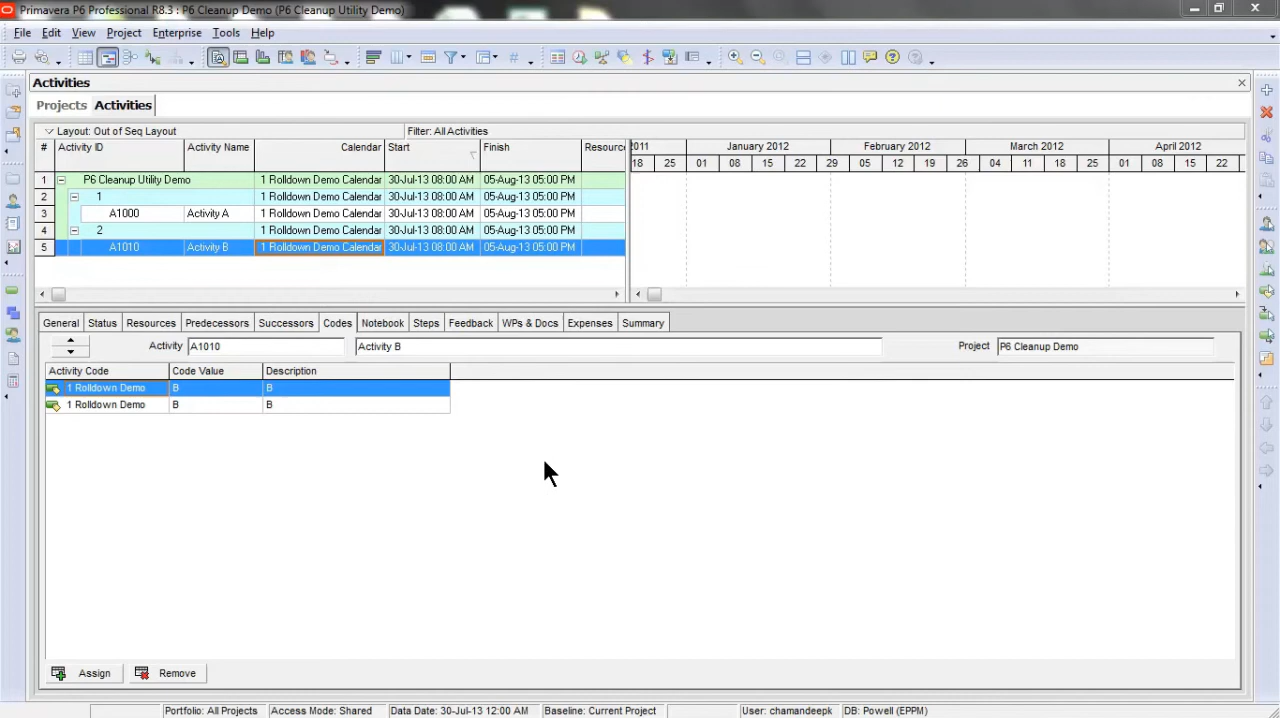 Primavera P6 Professional R8.3 : P6 Cleanup Demo (P6 Cleanup Utility Demo)
File Edit View Project Enterprise Tools Help
Activities
Projects Activities
Layout: Out of Seq Layout Filter: All Activities
# Activity ID Activity Name Calendar Start Finish Resource 2011 January 2012 February 2012 March 2012 April 2012
18 25 01 08 15 22 29 05 12 19 26 04 11 18 25 01 08 15 22
1 P6 Cleanup Utility Demo 1 Rolldown Demo Calendar 30-Jul-13 08:00 AM 05-Aug-13 05:00 PM
2 1 1 Rolldown Demo Calendar 30-Jul-13 08:00 AM 05-Aug-13 05:00 PM
3 A1000 Activity A 1 Rolldown Demo Calendar 30-Jul-13 08:00 AM 05-Aug-13 05:00 PM
4 2 1 Rolldown Demo Calendar 30-Jul-13 08:00 AM 05-Aug-13 05:00 PM
5 A1010 Activity B 1 Rolldown Demo Calendar 30-Jul-13 08:00 AM 05-Aug-13 05:00 PM
General Status Resources Predecessors Successors Codes Notebook Steps Feedback WPs & Docs Expenses Summary
Activity A1010 Activity B Project P6 Cleanup Demo
Activity Code Code Value Description
1 Rolldown Demo B B
1 Rolldown Demo B B
Assign Remove
Portfolio: All Projects Access Mode: Shared Data Date: 30-Jul-13 12:00 AM Baseline: Current Project User: chamandeepk DB: Powell (EPPM)